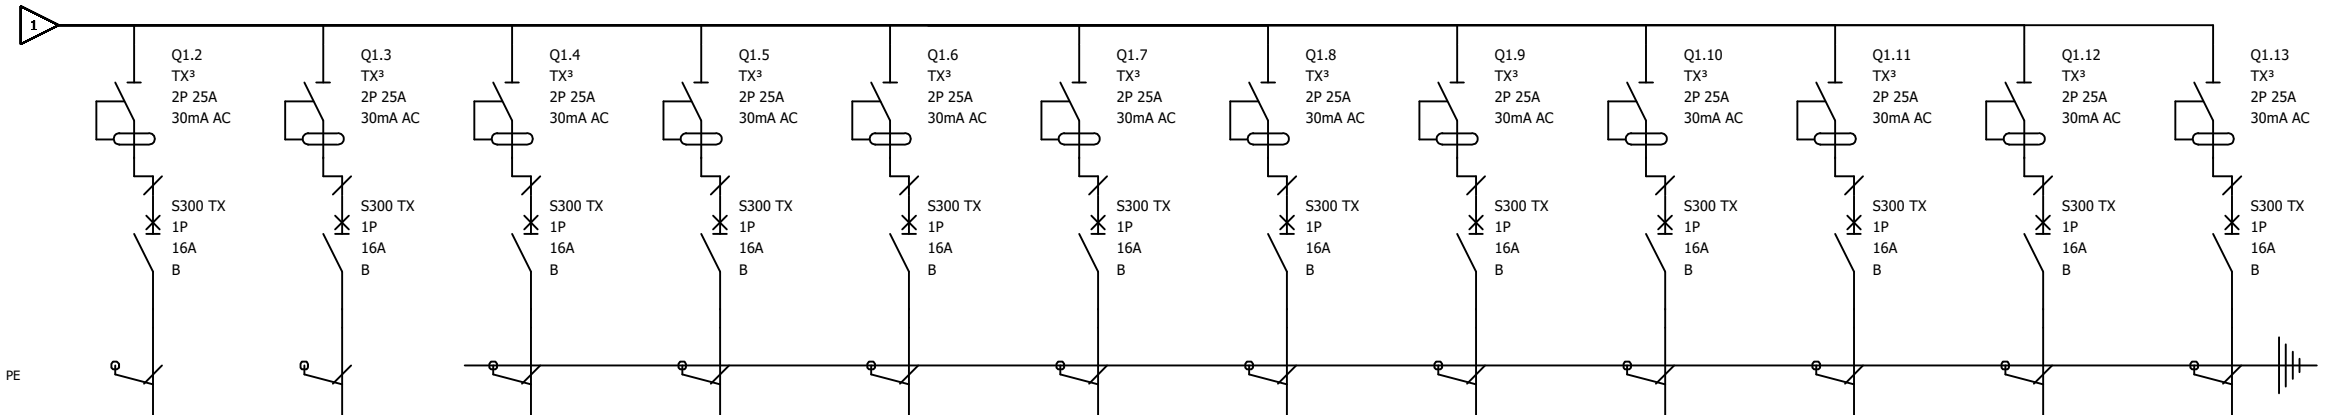 1
Q1.2
TX³
2P 25A
30mA AC
Q1.3
TX³
2P 25A
30mA AC
Q1.4
TX³
2P 25A
30mA AC
Q1.5
TX³
2P 25A
30mA AC
Q1.6
TX³
2P 25A
30mA AC
Q1.7
TX³
2P 25A
30mA AC
Q1.8
TX³
2P 25A
30mA AC
Q1.9
TX³
2P 25A
30mA AC
Q1.10
TX³
2P 25A
30mA AC
Q1.11
TX³
2P 25A
30mA AC
Q1.12
TX³
2P 25A
30mA AC
Q1.13
TX³
2P 25A
30mA AC
S300 TX
1P
16A
B
S300 TX
1P
16A
B
S300 TX
1P
16A
B
S300 TX
1P
16A
B
S300 TX
1P
16A
B
S300 TX
1P
16A
B
S300 TX
1P
16A
B
S300 TX
1P
16A
B
S300 TX
1P
16A
B
S300 TX
1P
16A
B
S300 TX
1P
16A
B
S300 TX
1P
16A
B
PE